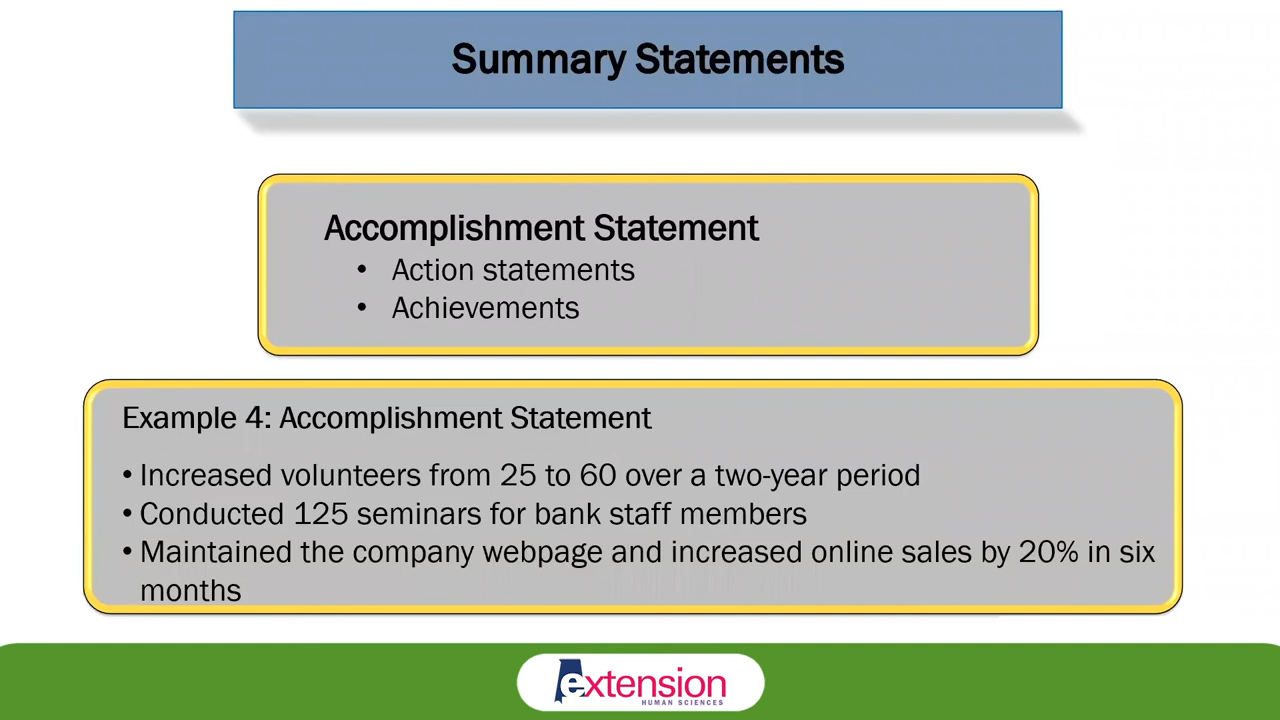 Summary Statements
Accomplishment Statement
• Action statements
• Achievements
Example 4: Accomplishment Statement
• Increased volunteers from 25 to 60 over a two-year period
• Conducted 125 seminars for bank staff members
• Maintained the company webpage and increased online sales by 20% in six
months
extension
HUMAN SCIENCES